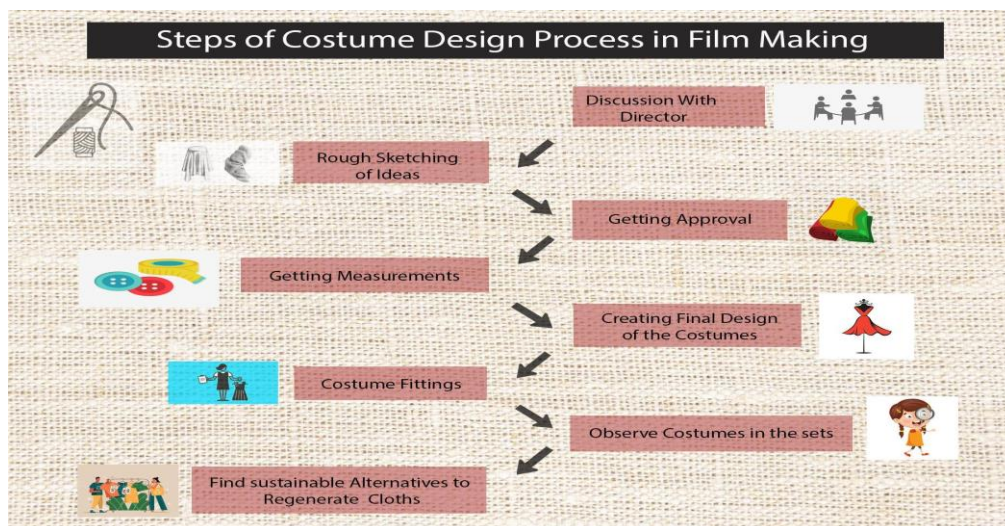 Steps of Costume Design Process in Film Making
Discussion With
Director
Rough Sketching
of Ideas
Getting Approval
Getting Measurements
Creating Final Design
of the Costumes
Costume Fittings
Observe Costumes in the sets
Find sustainable Alternatives to
Regenerate Cloths